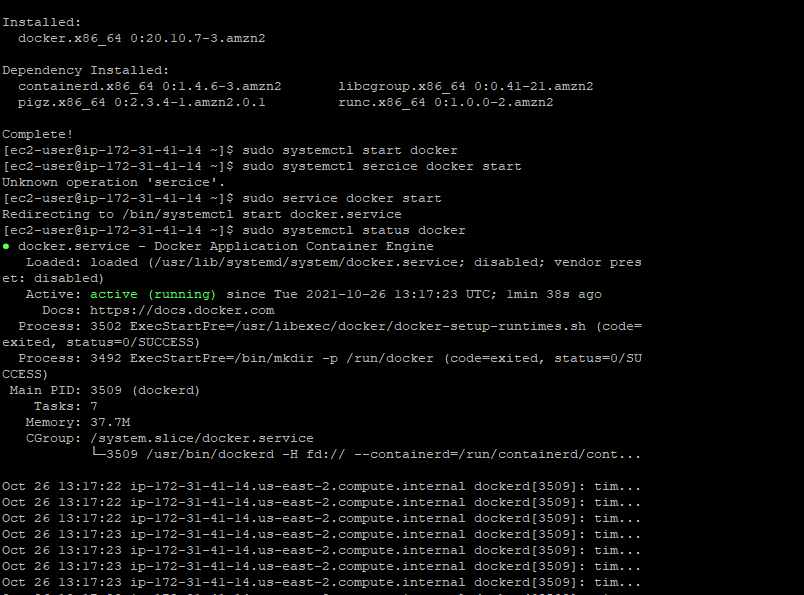 Installed:
  docker.x86_64 0:20.10.7-3.amzn2

Dependency Installed:
  containerd.x86_64 0:1.4.6-3.amzn2       libcgroup.x86_64 0:0.41-21.amzn2
  pigz.x86_64 0:2.3.4-1.amzn2.0.1         runc.x86_64 0:1.0.0-2.amzn2

Complete!
[ec2-user@ip-172-31-41-14 ~]$ sudo systemctl start docker
[ec2-user@ip-172-31-41-14 ~]$ sudo systemctl sercice docker start
Unknown operation 'sercice'.
[ec2-user@ip-172-31-41-14 ~]$ sudo service docker start
Redirecting to /bin/systemctl start docker.service
[ec2-user@ip-172-31-41-14 ~]$ sudo systemctl status docker
● docker.service - Docker Application Container Engine
   Loaded: loaded (/usr/lib/systemd/system/docker.service; disabled; vendor pres
et: disabled)
   Active: active (running) since Tue 2021-10-26 13:17:23 UTC; 1min 38s ago
     Docs: https://docs.docker.com
  Process: 3502 ExecStartPre=/usr/libexec/docker/docker-setup-runtimes.sh (code=
exited, status=0/SUCCESS)
  Process: 3492 ExecStartPre=/bin/mkdir -p /run/docker (code=exited, status=0/SU
CCESS)
 Main PID: 3509 (dockerd)
    Tasks: 7
   Memory: 37.7M
   CGroup: /system.slice/docker.service
           └─3509 /usr/bin/dockerd -H fd:// --containerd=/run/containerd/cont...

Oct 26 13:17:22 ip-172-31-41-14.us-east-2.compute.internal dockerd[3509]: tim...
Oct 26 13:17:22 ip-172-31-41-14.us-east-2.compute.internal dockerd[3509]: tim...
Oct 26 13:17:22 ip-172-31-41-14.us-east-2.compute.internal dockerd[3509]: tim...
Oct 26 13:17:23 ip-172-31-41-14.us-east-2.compute.internal dockerd[3509]: tim...
Oct 26 13:17:23 ip-172-31-41-14.us-east-2.compute.internal dockerd[3509]: tim...
Oct 26 13:17:23 ip-172-31-41-14.us-east-2.compute.internal dockerd[3509]: tim...
Oct 26 13:17:23 ip-172-31-41-14.us-east-2.compute.internal dockerd[3509]: tim...